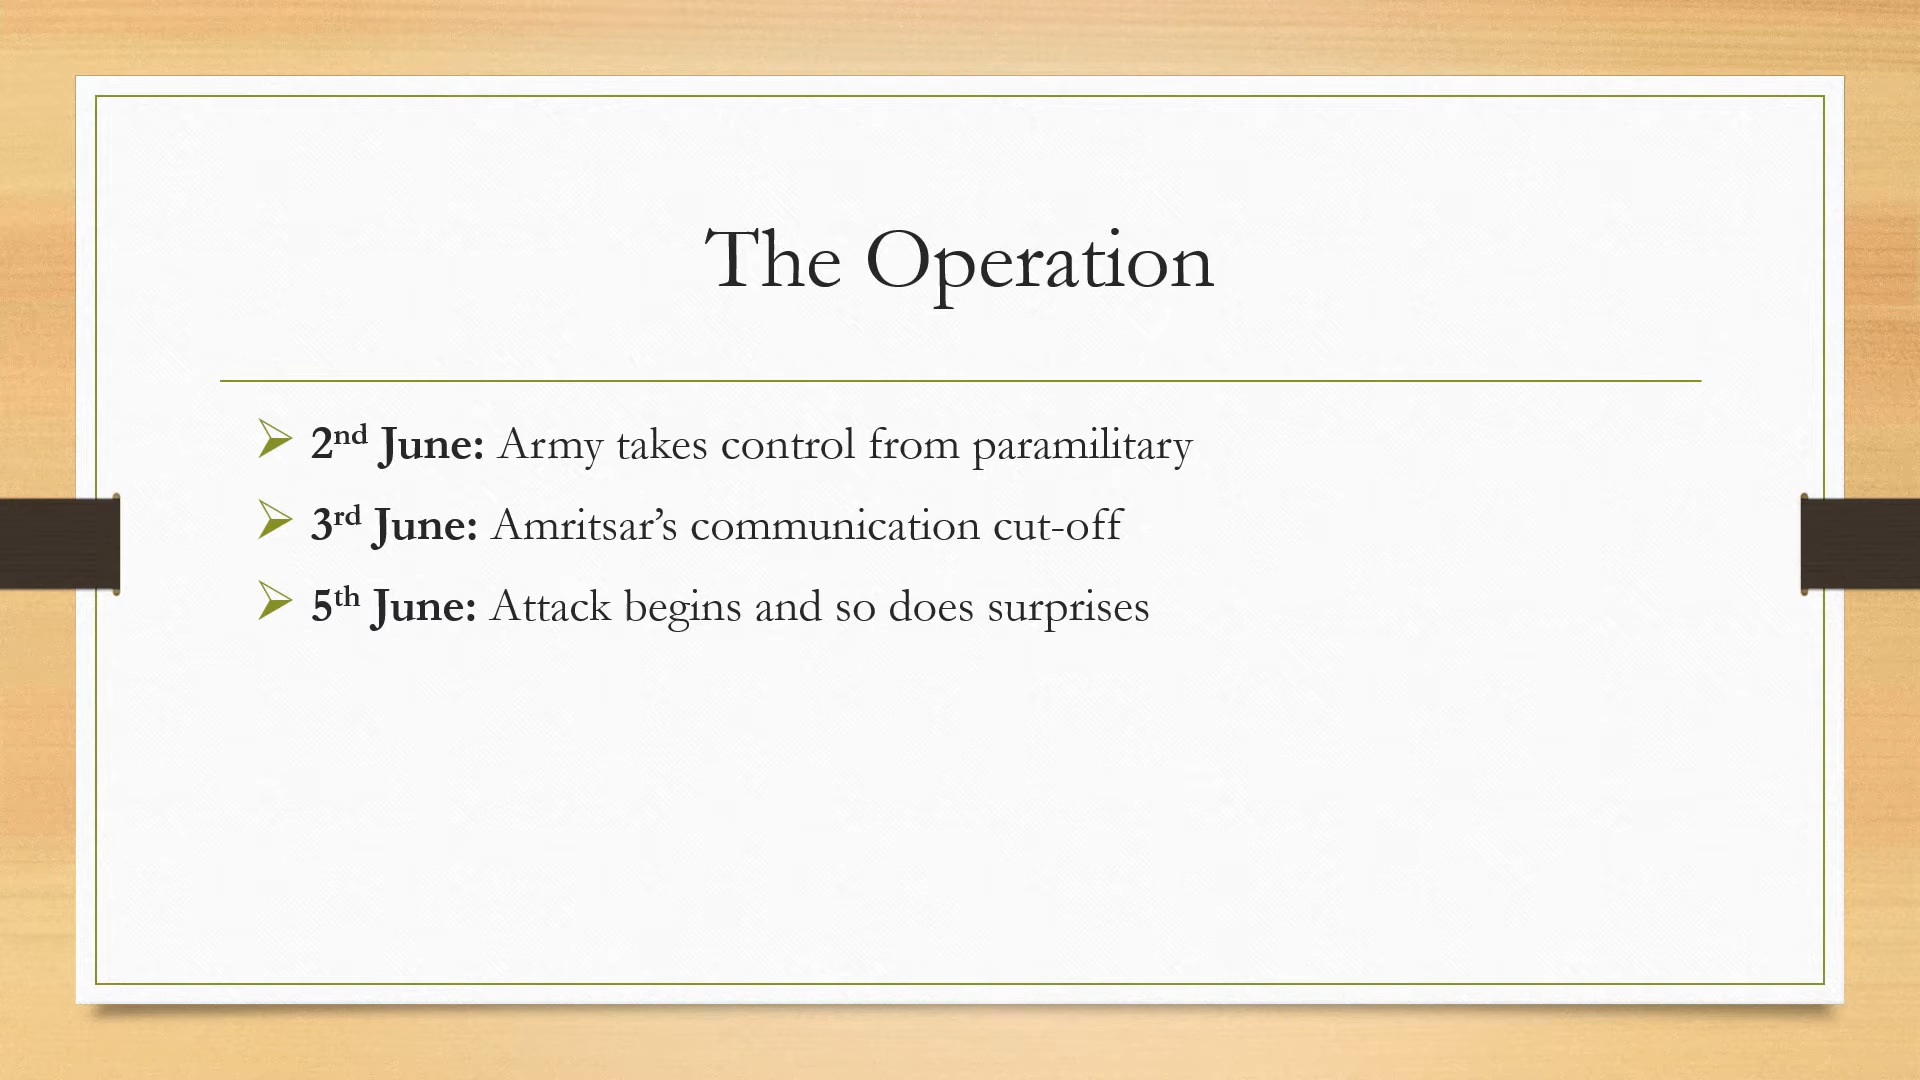 The Operation
2nd June: Army takes control from paramilitary
3rd June: Amritsar’s communication cut-off
5th June: Attack begins and so does surprises